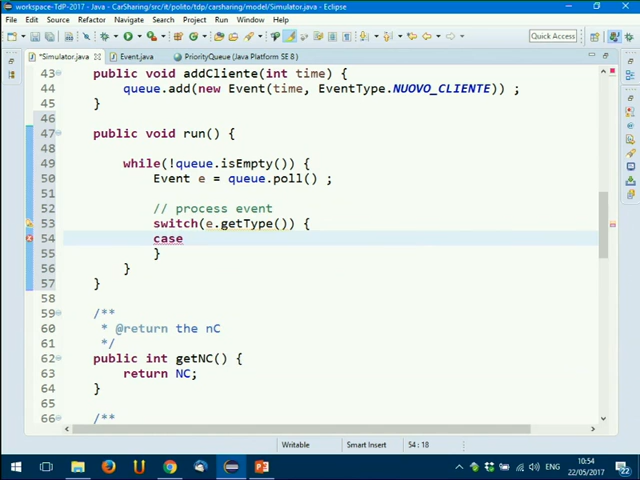 workspace-TdP-2017 - Java - CarSharing/src/it/polito/tdp/carsharing/model/Simulator.java - Eclipse
File Edit Source Refactor Navigate Search Project Run Window Help
Quick Access
*Simulator.java Event.java PriorityQueue (Java Platform SE 8 )
43 public void addCliente(int time) {
44 queue.add(new Event(time, EventType.NUOVO_CLIENTE)) ;
45 }
46
47 public void run() {
48
49 while(!queue.isEmpty()) {
50 Event e = queue.poll() ;
51
52 // process event
53 switch(e.getType()) {
54 case
55 }
56 }
57 }
58
59 /**
60 * @return the nC
61 */
62 public int getNC() {
63 return NC;
64 }
65
66 /**
Writable Smart Insert 54 : 18
ENG 10:54
22/05/2017 22